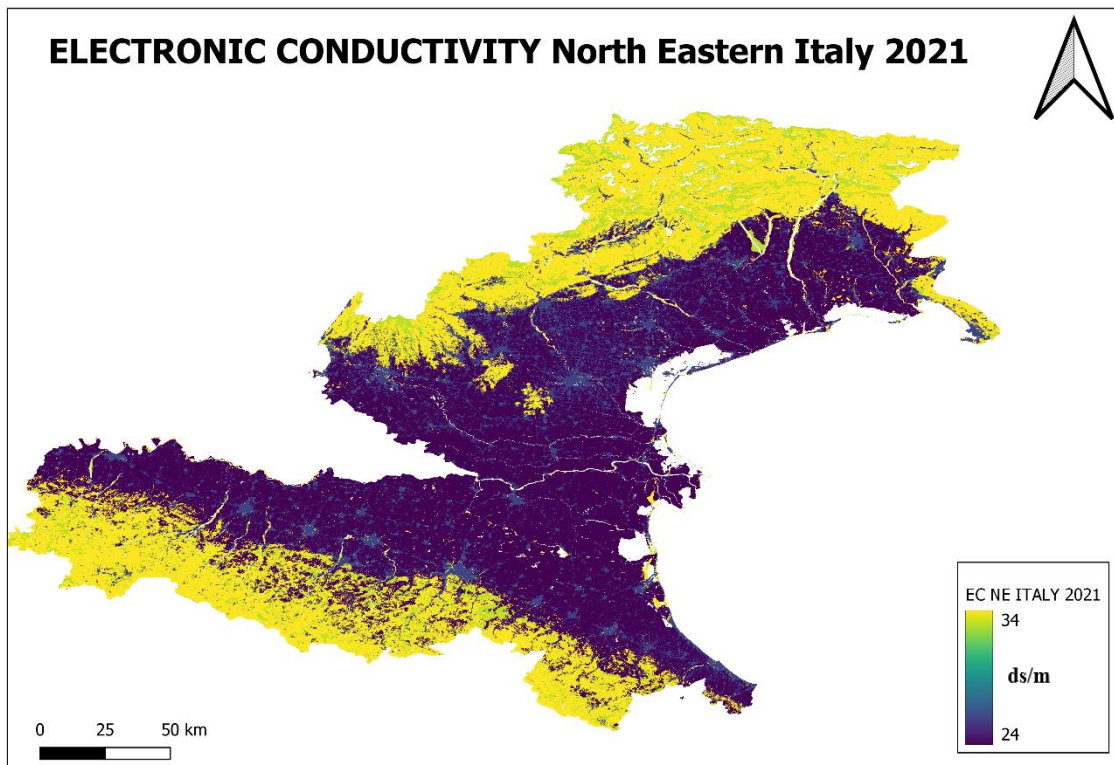 ELECTRONIC CONDUCTIVITY North Eastern Italy 2021
EC NE ITALY 2021
34
ds/m
24
0 25 50 km